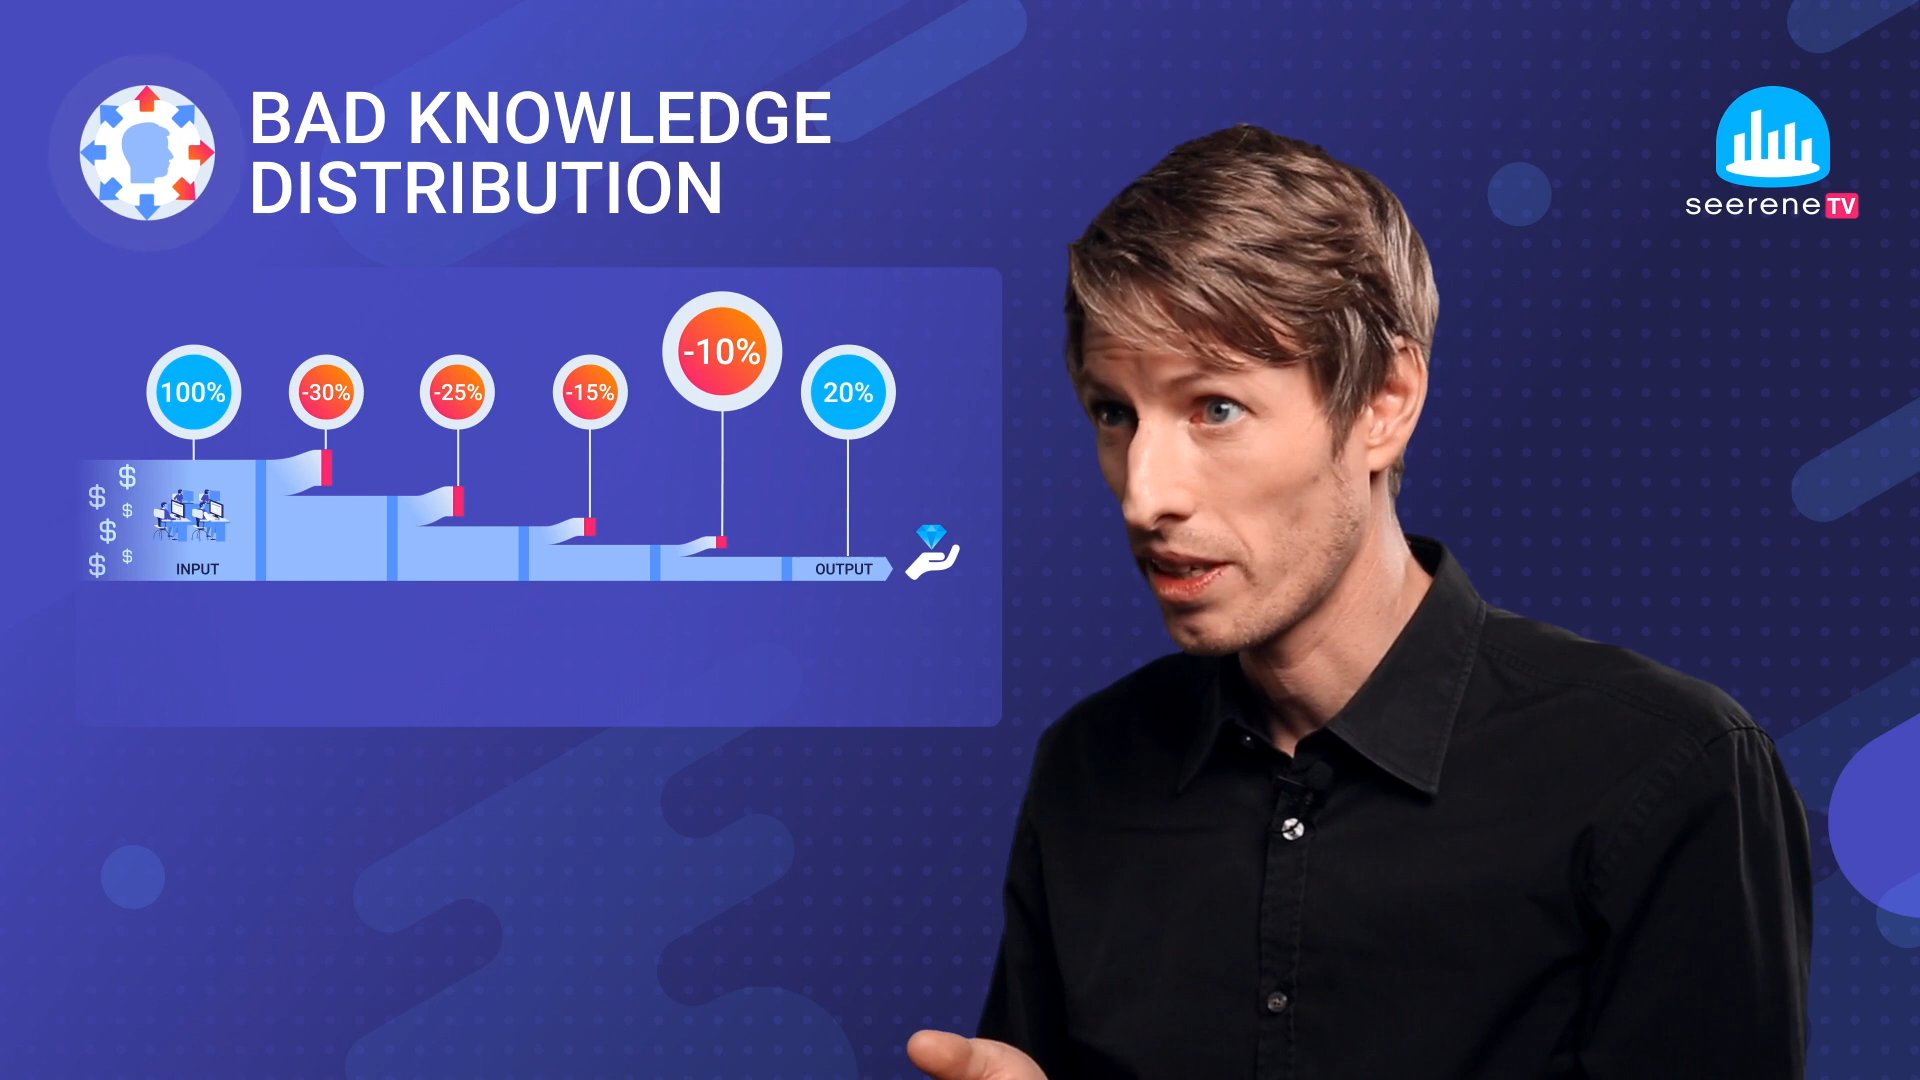 BAD KNOWLEDGE
DISTRIBUTION
seerene TV
100%
-30%
-25%
-15%
-10%
20%
$
$
$
$
$
$
INPUT
OUTPUT